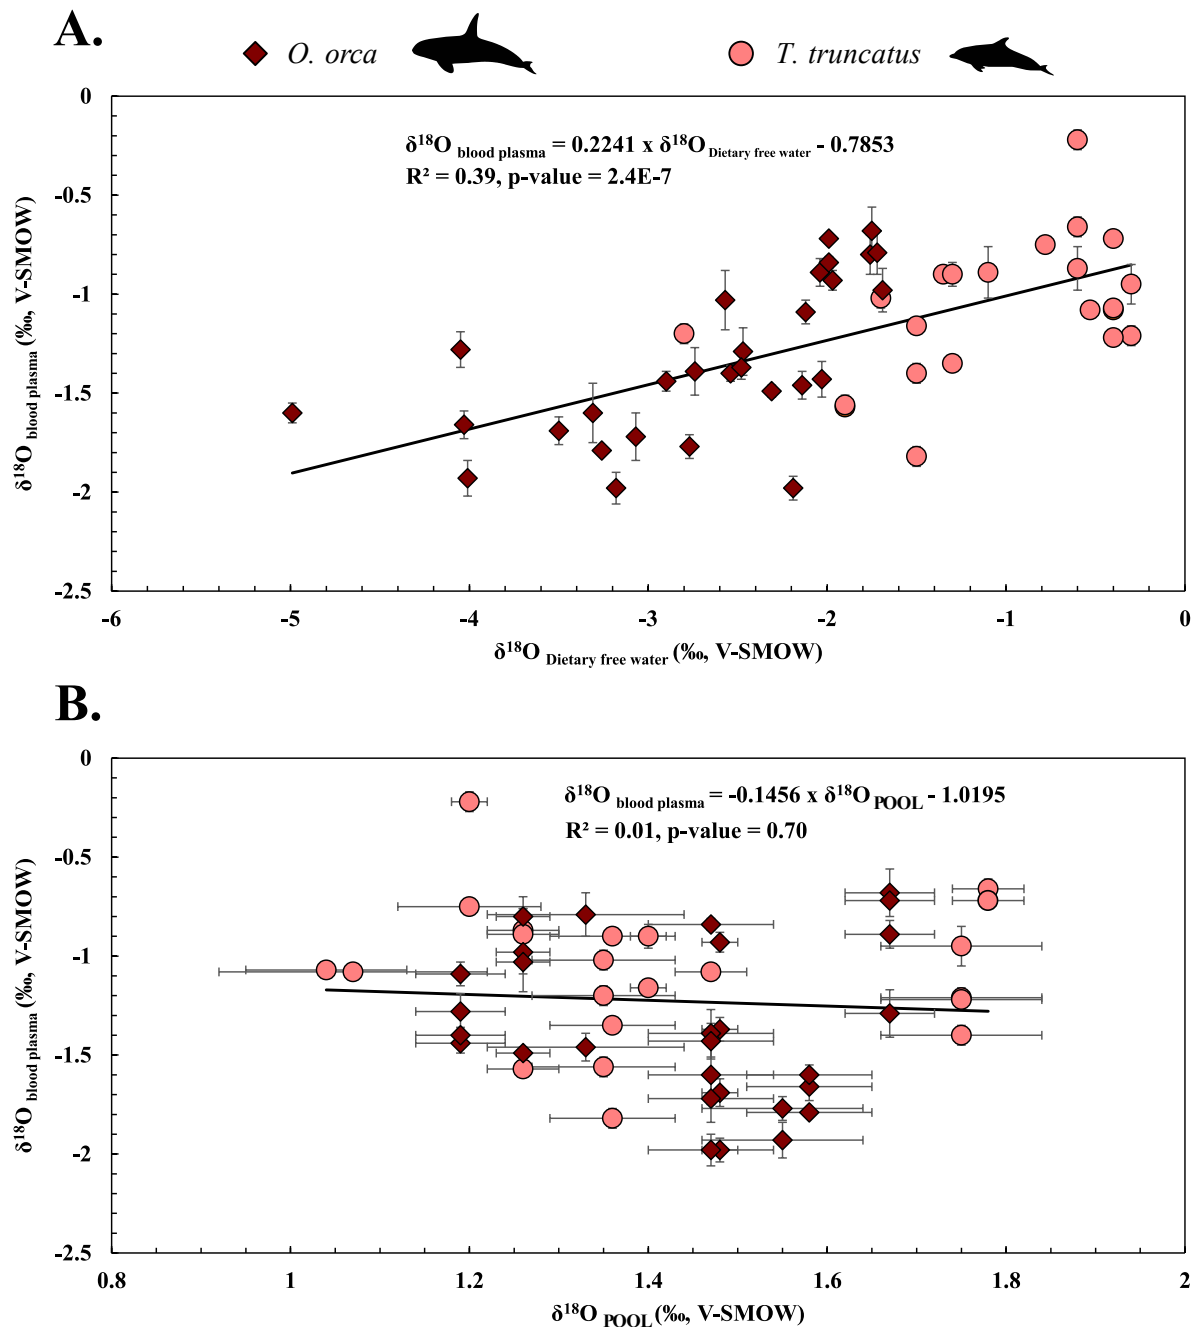 A.
O. orca
T. truncatus
0
-0.5
-1
-1.5
-2
-2.5
δ¹⁸O blood plasma (‰, V-SMOW)
δ¹⁸O blood plasma = 0.2241 x δ¹⁸O Dietary free water - 0.7853
R² = 0.39, p-value = 2.4E-7
-6 -5 -4 -3 -2 -1 0
δ¹⁸O Dietary free water (‰, V-SMOW)
B.
0
-0.5
-1
-1.5
-2
-2.5
δ¹⁸O blood plasma (‰, V-SMOW)
δ¹⁸O blood plasma = -0.1456 x δ¹⁸O POOL - 1.0195
R² = 0.01, p-value = 0.70
0.8 1 1.2 1.4 1.6 1.8 2
δ¹⁸O POOL (‰, V-SMOW)